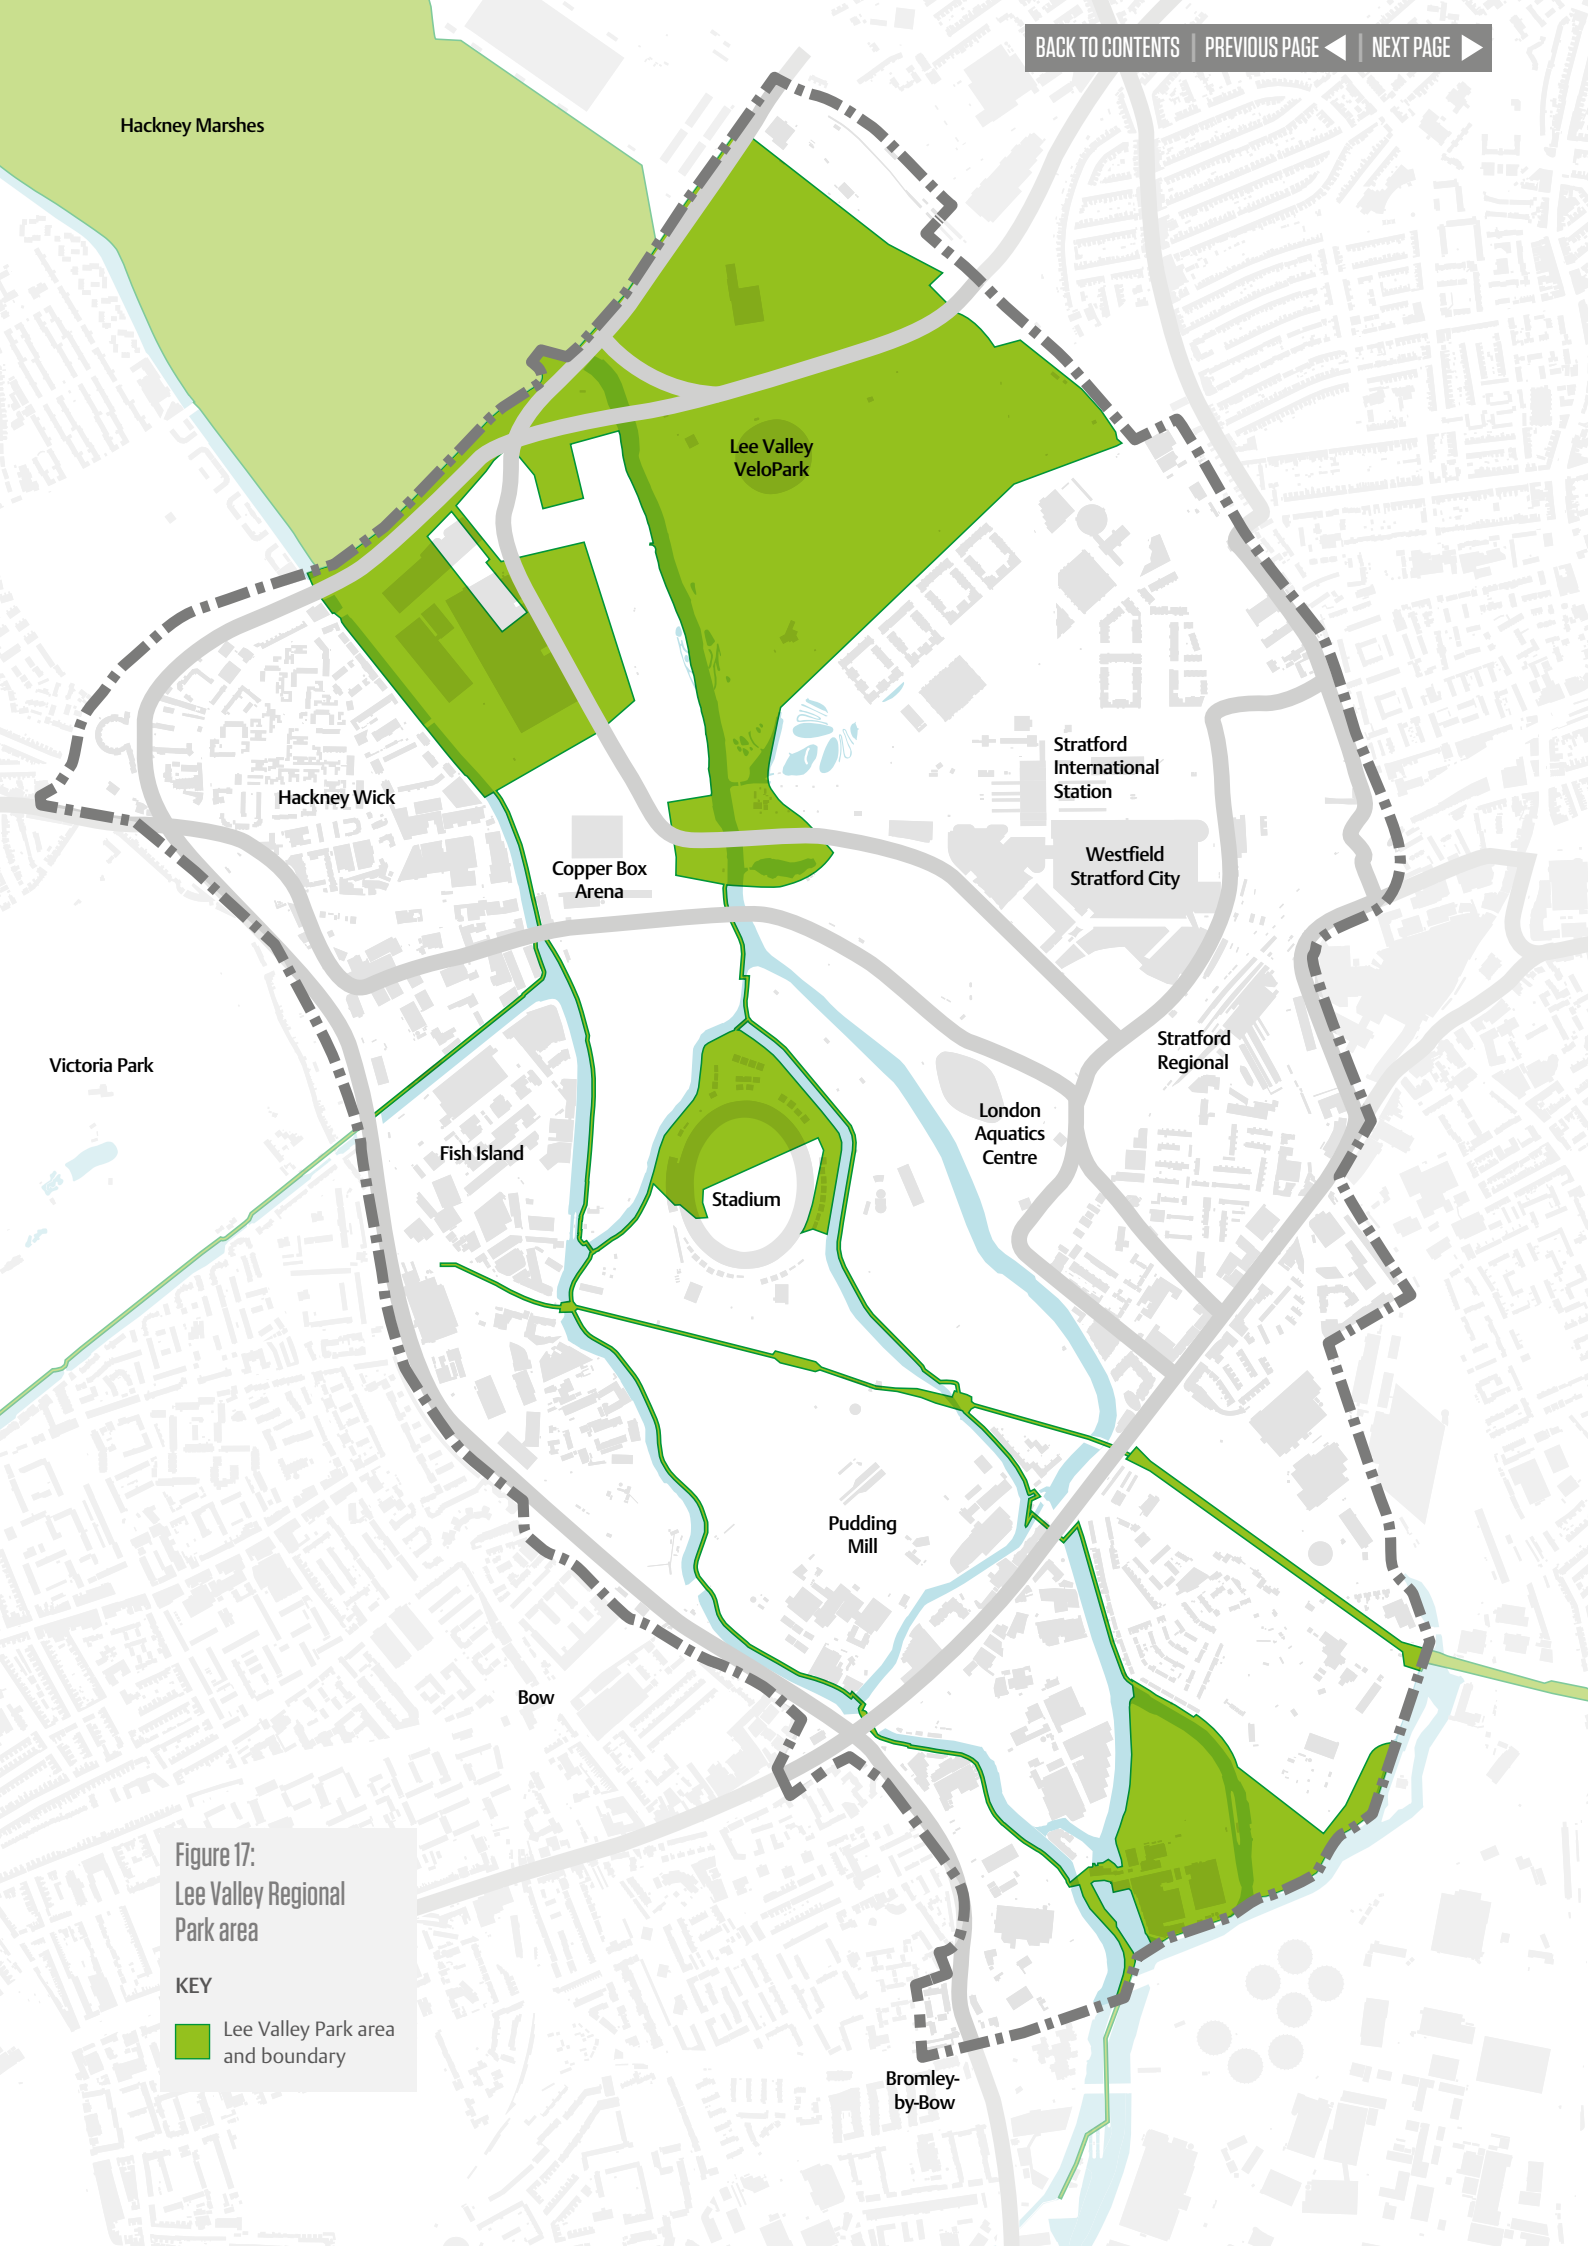 BACK TO CONTENTS | PREVIOUS PAGE | NEXT PAGE
Hackney Marshes
Lee Valley
VeloPark
Stratford
International
Station
Hackney Wick
Westfield
Stratford City
Copper Box
Arena
Stratford
Regional
Victoria Park
London
Aquatics
Centre
Fish Island
Stadium
Pudding
Mill
Bow
Figure 17:
Lee Valley Regional
Park area
KEY
Lee Valley Park area
and boundary
Bromley-
by-Bow